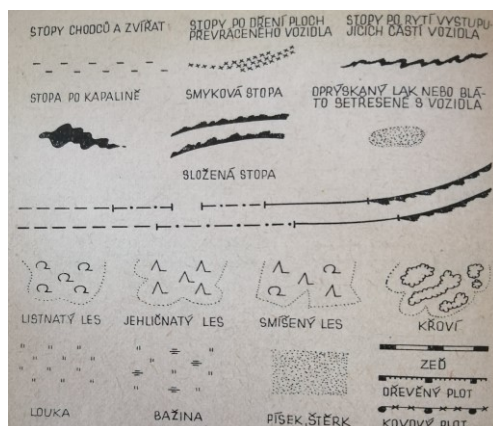 STOPY CHODCŮ A ZVÍŘAT
STOPY PO DŘENÍ PLOCH
PŘEVRÁCENÉHO VOZIDLA
STOPY PO RYTÍ VYSTUPU-
JÍCÍCH ČÁSTÍ VOZIDLA
STOPA PO KAPALINĚ
SMYKOVÁ STOPA
OPRÝSKANÝ LAK NEBO BLÁ-
TO SETŘESENÉ S VOZIDLA
SLOŽENÁ STOPA
LISTNATÝ LES
JEHLIČNATÝ LES
SMÍŠENÝ LES
KŘOVÍ
ZEĎ
DŘEVĚNÝ PLOT
LOUKA
BAŽINA
PÍSEK, ŠTĚRK
KOVOVÝ PLOT